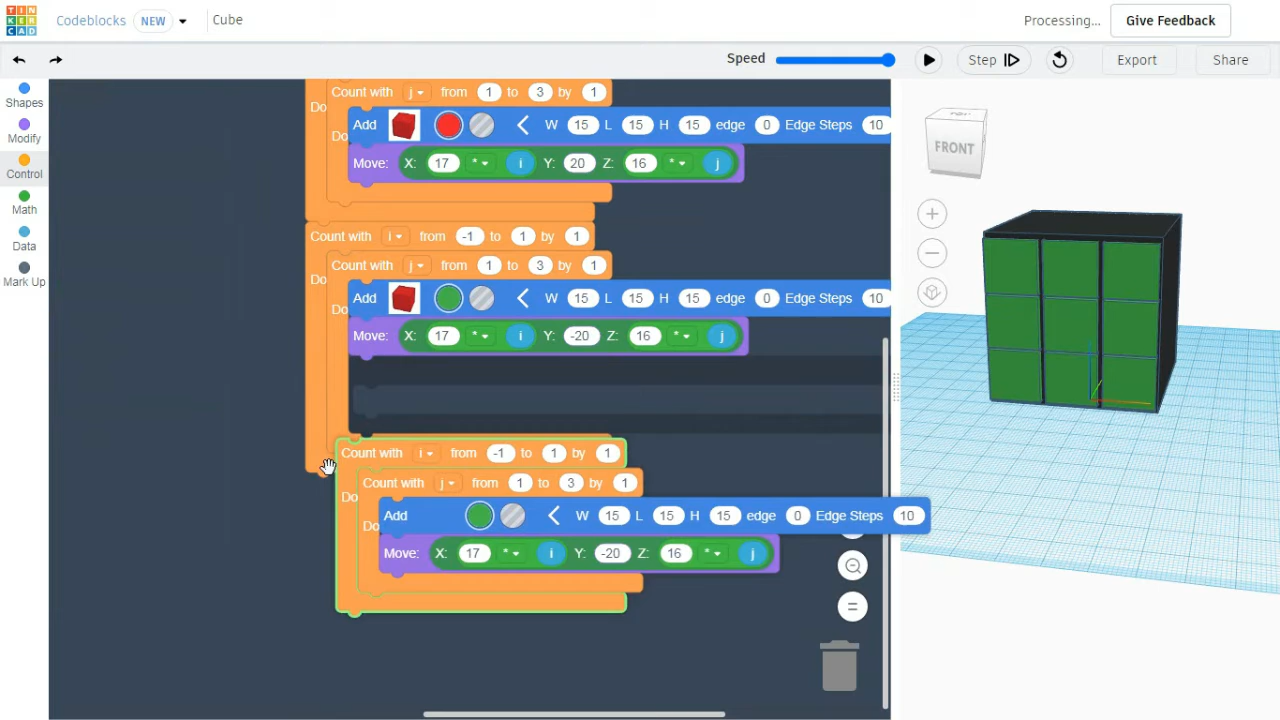 TIN
KER
CAD
Codeblocks NEW Cube Processing... Give Feedback
Speed Step Export Share
Shapes
Modify
Control
Math
Data
Mark Up
Count with j from 1 to 3 by 1
Do
Add W 15 L 15 H 15 edge 0 Edge Steps 10
Do
Move: X: 17 * i Y: 20 Z: 16 * j
Count with i from -1 to 1 by 1
Count with j from 1 to 3 by 1
Do
Add W 15 L 15 H 15 edge 0 Edge Steps 10
Do
Move: X: 17 * i Y: -20 Z: 16 * j
Count with i from -1 to 1 by 1
Count with j from 1 to 3 by 1
Do
Add W 15 L 15 H 15 edge 0 Edge Steps 10
Do
Move: X: 17 * i Y: -20 Z: 16 * j
FRONT